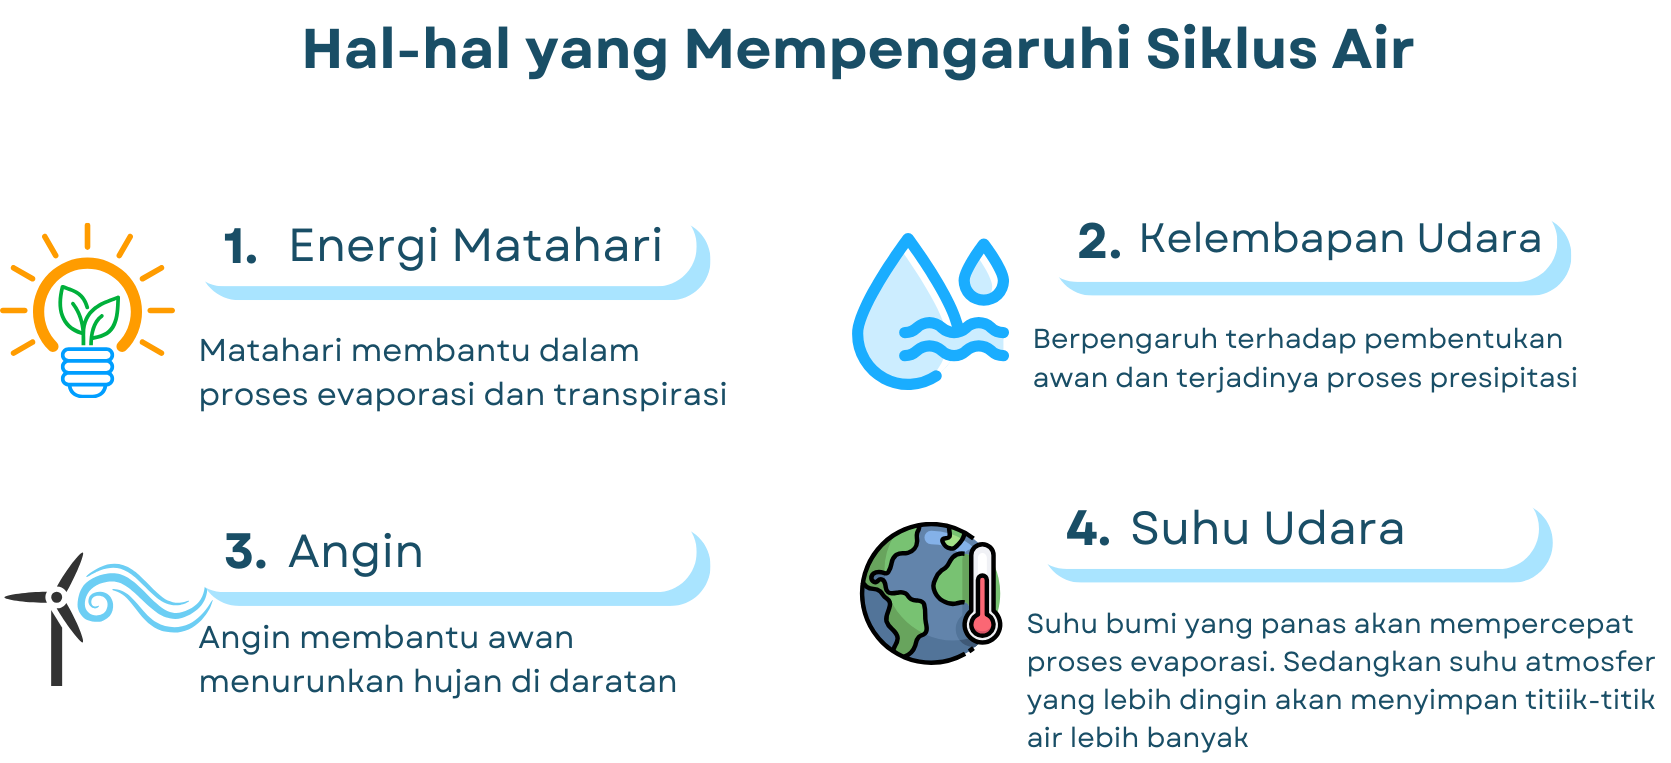 Hal-hal yang Mempengaruhi Siklus Air
1. Energi Matahari
Matahari membantu dalam
proses evaporasi dan transpirasi
2. Kelembapan Udara
Berpengaruh terhadap pembentukan
awan dan terjadinya proses presipitasi
3. Angin
Angin membantu awan
menurunkan hujan di daratan
4. Suhu Udara
Suhu bumi yang panas akan mempercepat
proses evaporasi. Sedangkan suhu atmosfer
yang lebih dingin akan menyimpan titiik-titik
air lebih banyak